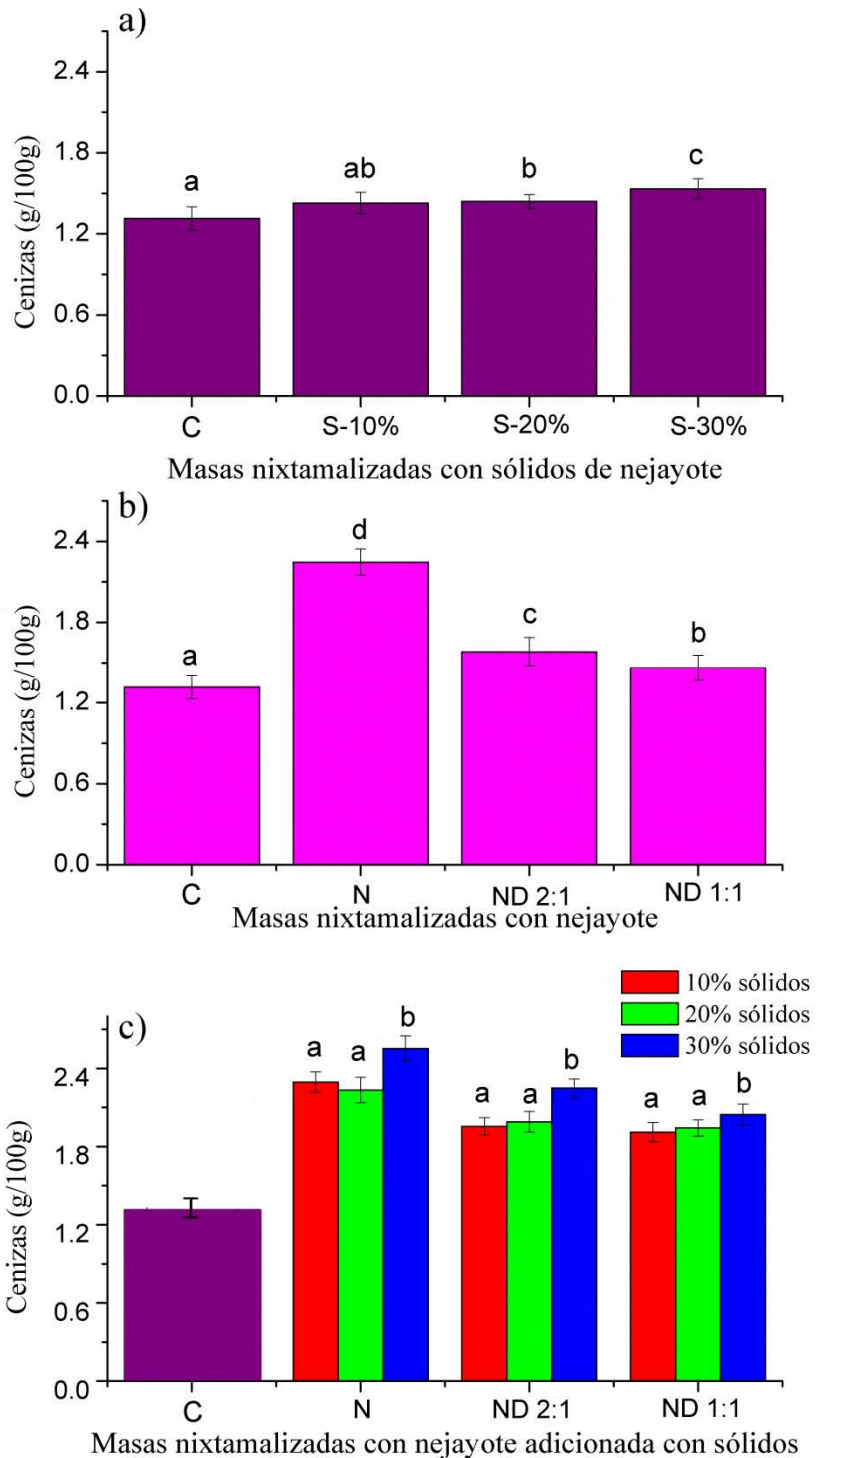 a)
2.4
1.8
1.2
0.6
0.0
Cenizas (g/100g)
a
ab
b
c
C
S-10%
S-20%
S-30%
Masas nixtamalizadas con sólidos de nejayote
b)
2.4
1.8
1.2
0.6
0.0
Cenizas (g/100g)
a
d
c
b
C
N
ND 2:1
ND 1:1
Masas nixtamalizadas con nejayote
10% sólidos
20% sólidos
30% sólidos
c)
2.4
1.8
1.2
0.6
0.0
Cenizas (g/100g)
a a b
a a b
a a b
C
N
ND 2:1
ND 1:1
Masas nixtamalizadas con nejayote adicionada con sólidos